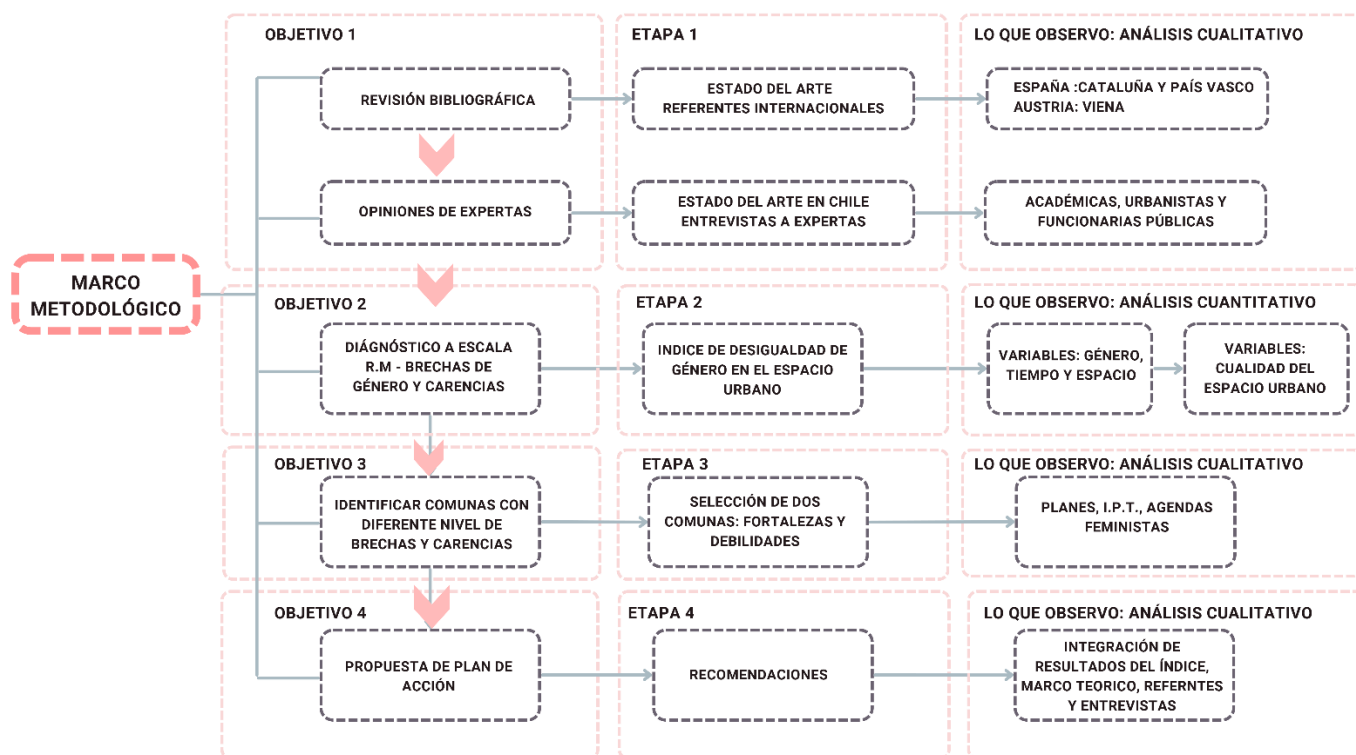 MARCO
METODOLÓGICO
OBJETIVO 1
REVISIÓN BIBLIOGRÁFICA
OPINIONES DE EXPERTAS
ETAPA 1
ESTADO DEL ARTE
REFERENTES INTERNACIONALES
ESTADO DEL ARTE EN CHILE
ENTREVISTAS A EXPERTAS
LO QUE OBSERVO: ANÁLISIS CUALITATIVO
ESPAÑA :CATALUÑA Y PAÍS VASCO
AUSTRIA: VIENA
ACADÉMICAS, URBANISTAS Y
FUNCIONARIAS PÚBLICAS
OBJETIVO 2
DIÁGNÓSTICO A ESCALA
R.M - BRECHAS DE
GÉNERO Y CARENCIAS
ETAPA 2
INDICE DE DESIGUALDAD DE
GÉNERO EN EL ESPACIO
URBANO
LO QUE OBSERVO: ANÁLISIS CUANTITATIVO
VARIABLES: GÉNERO,
TIEMPO Y ESPACIO
VARIABLES:
CUALIDAD DEL
ESPACIO URBANO
OBJETIVO 3
IDENTIFICAR COMUNAS CON
DIFERENTE NIVEL DE
BRECHAS Y CARENCIAS
ETAPA 3
SELECCIÓN DE DOS
COMUNAS: FORTALEZAS Y
DEBILIDADES
LO QUE OBSERVO: ANÁLISIS CUALITATIVO
PLANES, I.P.T., AGENDAS
FEMINISTAS
OBJETIVO 4
PROPUESTA DE PLAN DE
ACCIÓN
ETAPA 4
RECOMENDACIONES
LO QUE OBSERVO: ANÁLISIS CUALITATIVO
INTEGRACIÓN DE
RESULTADOS DEL ÍNDICE,
MARCO TEORICO, REFERNTES
Y ENTREVISTAS